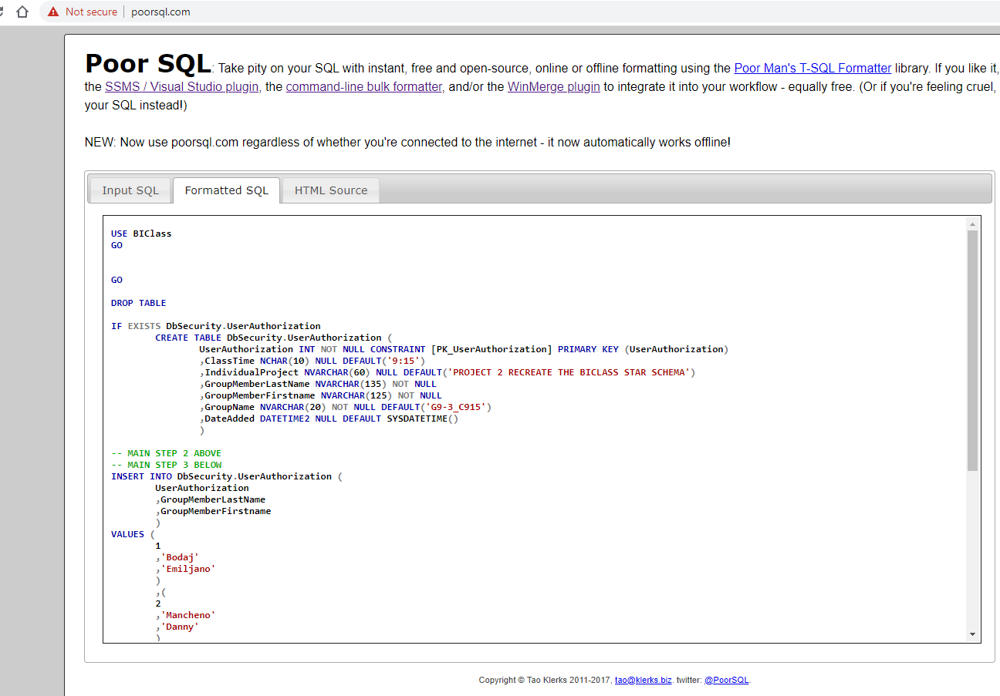 Not secure | poorsql.com
Poor SQL: Take pity on your SQL with instant, free and open-source, online or offline formatting using the Poor Man's T-SQL Formatter library. If you like it,
the SSMS / Visual Studio plugin, the command-line bulk formatter, and/or the WinMerge plugin to integrate it into your workflow - equally free. (Or if you're feeling cruel,
your SQL instead!)
NEW: Now use poorsql.com regardless of whether you're connected to the internet - it now automatically works offline!
Input SQL Formatted SQL HTML Source
USE BIClass
GO
GO
DROP TABLE
IF EXISTS DbSecurity.UserAuthorization
CREATE TABLE DbSecurity.UserAuthorization (
UserAuthorization INT NOT NULL CONSTRAINT [PK_UserAuthorization] PRIMARY KEY (UserAuthorization)
,ClassTime NCHAR(10) NULL DEFAULT('9:15')
,IndividualProject NVARCHAR(60) NULL DEFAULT('PROJECT 2 RECREATE THE BICLASS STAR SCHEMA')
,GroupMemberLastName NVARCHAR(135) NOT NULL
,GroupMemberFirstname NVARCHAR(125) NOT NULL
,GroupName NVARCHAR(20) NOT NULL DEFAULT('G9-3_C915')
,DateAdded DATETIME2 NULL DEFAULT SYSDATETIME()
)
-- MAIN STEP 2 ABOVE
-- MAIN STEP 3 BELOW
INSERT INTO DbSecurity.UserAuthorization (
UserAuthorization
,GroupMemberLastName
,GroupMemberFirstname
)
VALUES (
1
,'Bodaj'
,'Emiljano'
)
,(
2
,'Mancheno'
,'Danny'
)
Copyright © Tao Klerks 2011-2017, tao@klerks.biz. twitter: @PoorSQL.